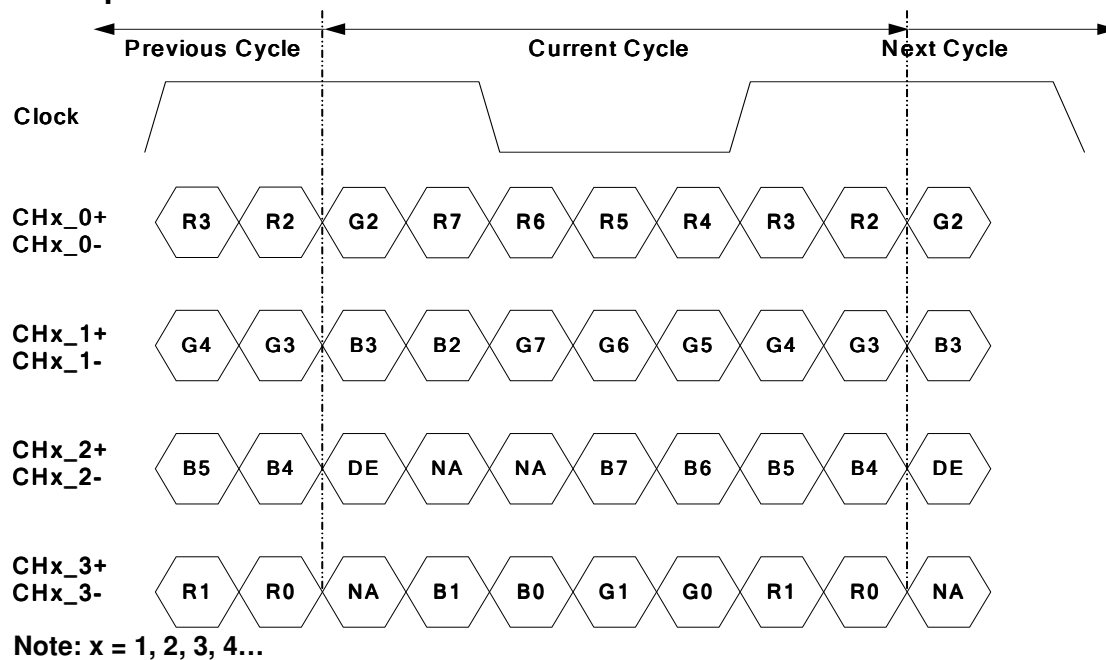 Previous Cycle Current Cycle Next Cycle
Clock
CHx_0+
CHx_0-
R3 R2 G2 R7 R6 R5 R4 R3 R2 G2
CHx_1+
CHx_1-
G4 G3 B3 B2 G7 G6 G5 G4 G3 B3
CHx_2+
CHx_2-
B5 B4 DE NA NA B7 B6 B5 B4 DE
CHx_3+
CHx_3-
R1 R0 NA B1 B0 G1 G0 R1 R0 NA
Note: x = 1, 2, 3, 4...